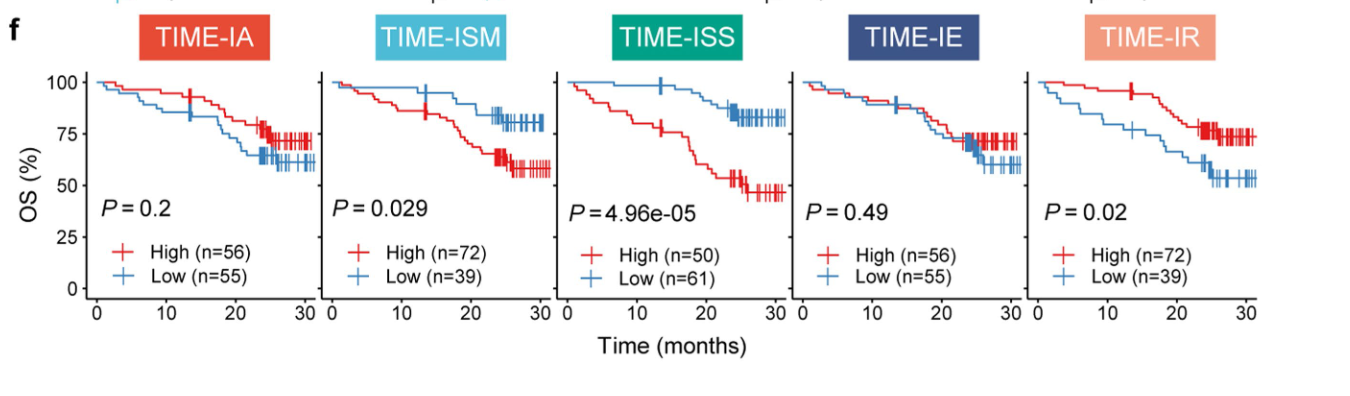 f
TIME-IA
TIME-ISM
TIME-ISS
TIME-IE
TIME-IR
OS (%)
100
75
50
25
0
P = 0.2
High (n=56)
Low (n=55)
0 10 20 30
P = 0.029
High (n=72)
Low (n=39)
0 10 20 30
P =4.96e-05
High (n=50)
Low (n=61)
0 10 20 30
P = 0.49
High (n=56)
Low (n=55)
0 10 20 30
P = 0.02
High (n=72)
Low (n=39)
0 10 20 30
Time (months)